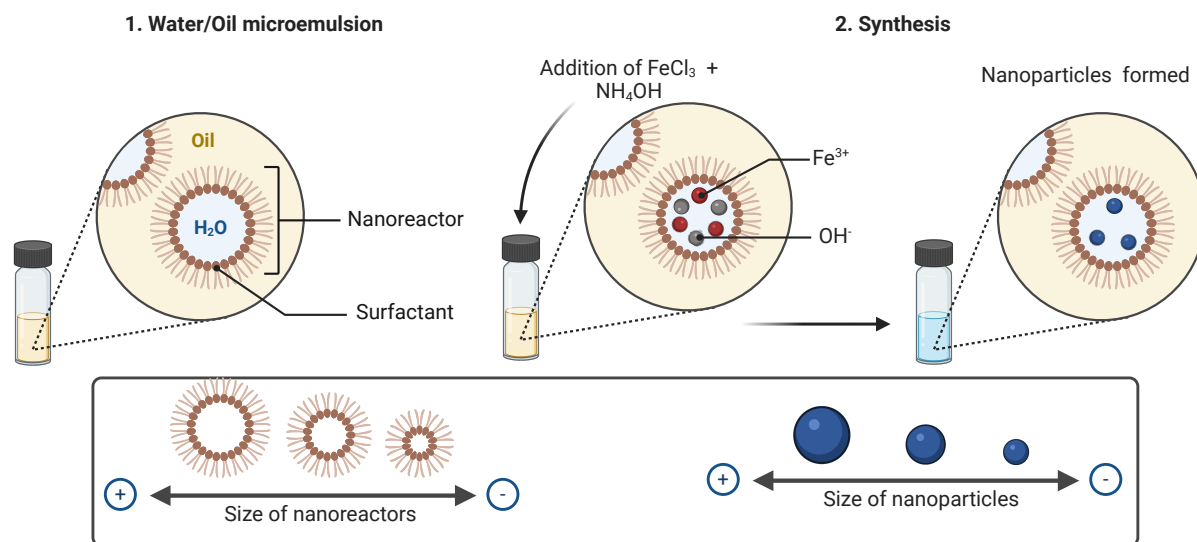 1. Water/Oil microemulsion
2. Synthesis
Addition of FeCl₃ +
NH₄OH
Nanoparticles formed
Oil
H₂O
Nanoreactor
Surfactant
Fe³⁺
OH⁻
+
-
Size of nanoreactors
+
-
Size of nanoparticles